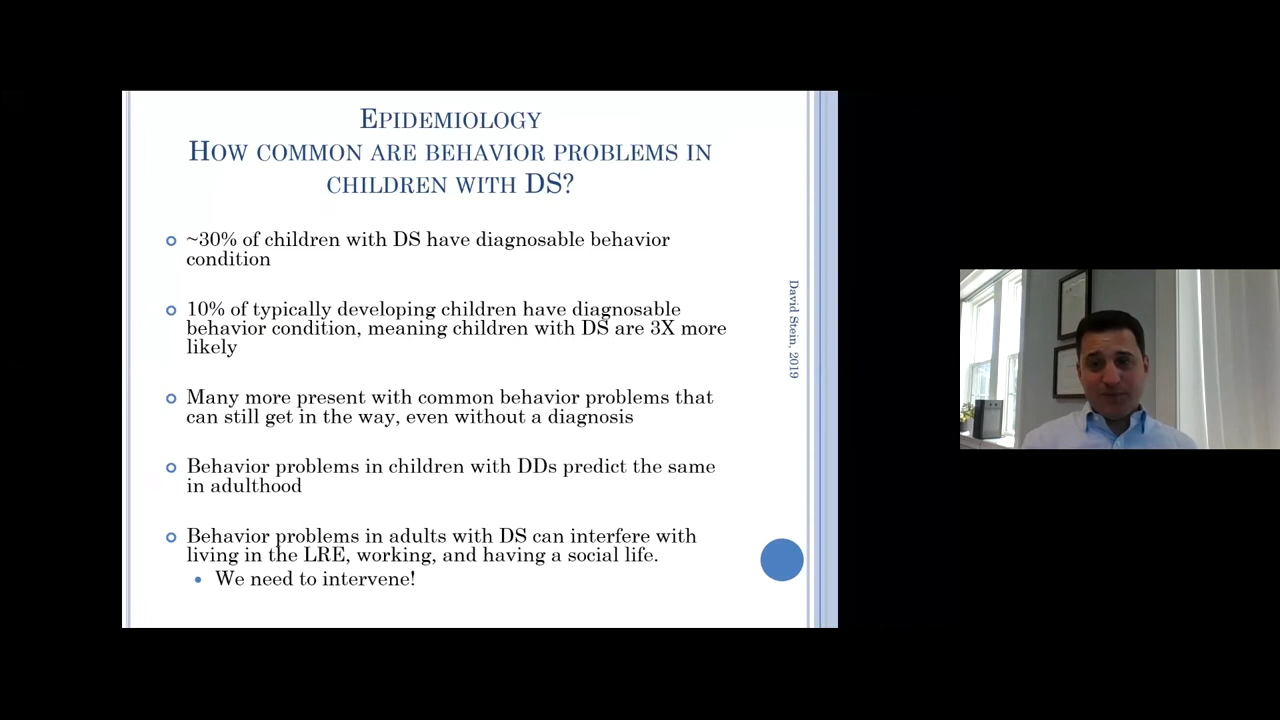 Epidemiology
How common are behavior problems in
children with DS?
~30% of children with DS have diagnosable behavior
condition
10% of typically developing children have diagnosable
behavior condition, meaning children with DS are 3X more
likely
Many more present with common behavior problems that
can still get in the way, even without a diagnosis
Behavior problems in children with DDs predict the same
in adulthood
Behavior problems in adults with DS can interfere with
living in the LRE, working, and having a social life.
We need to intervene!
David Stein, 2019